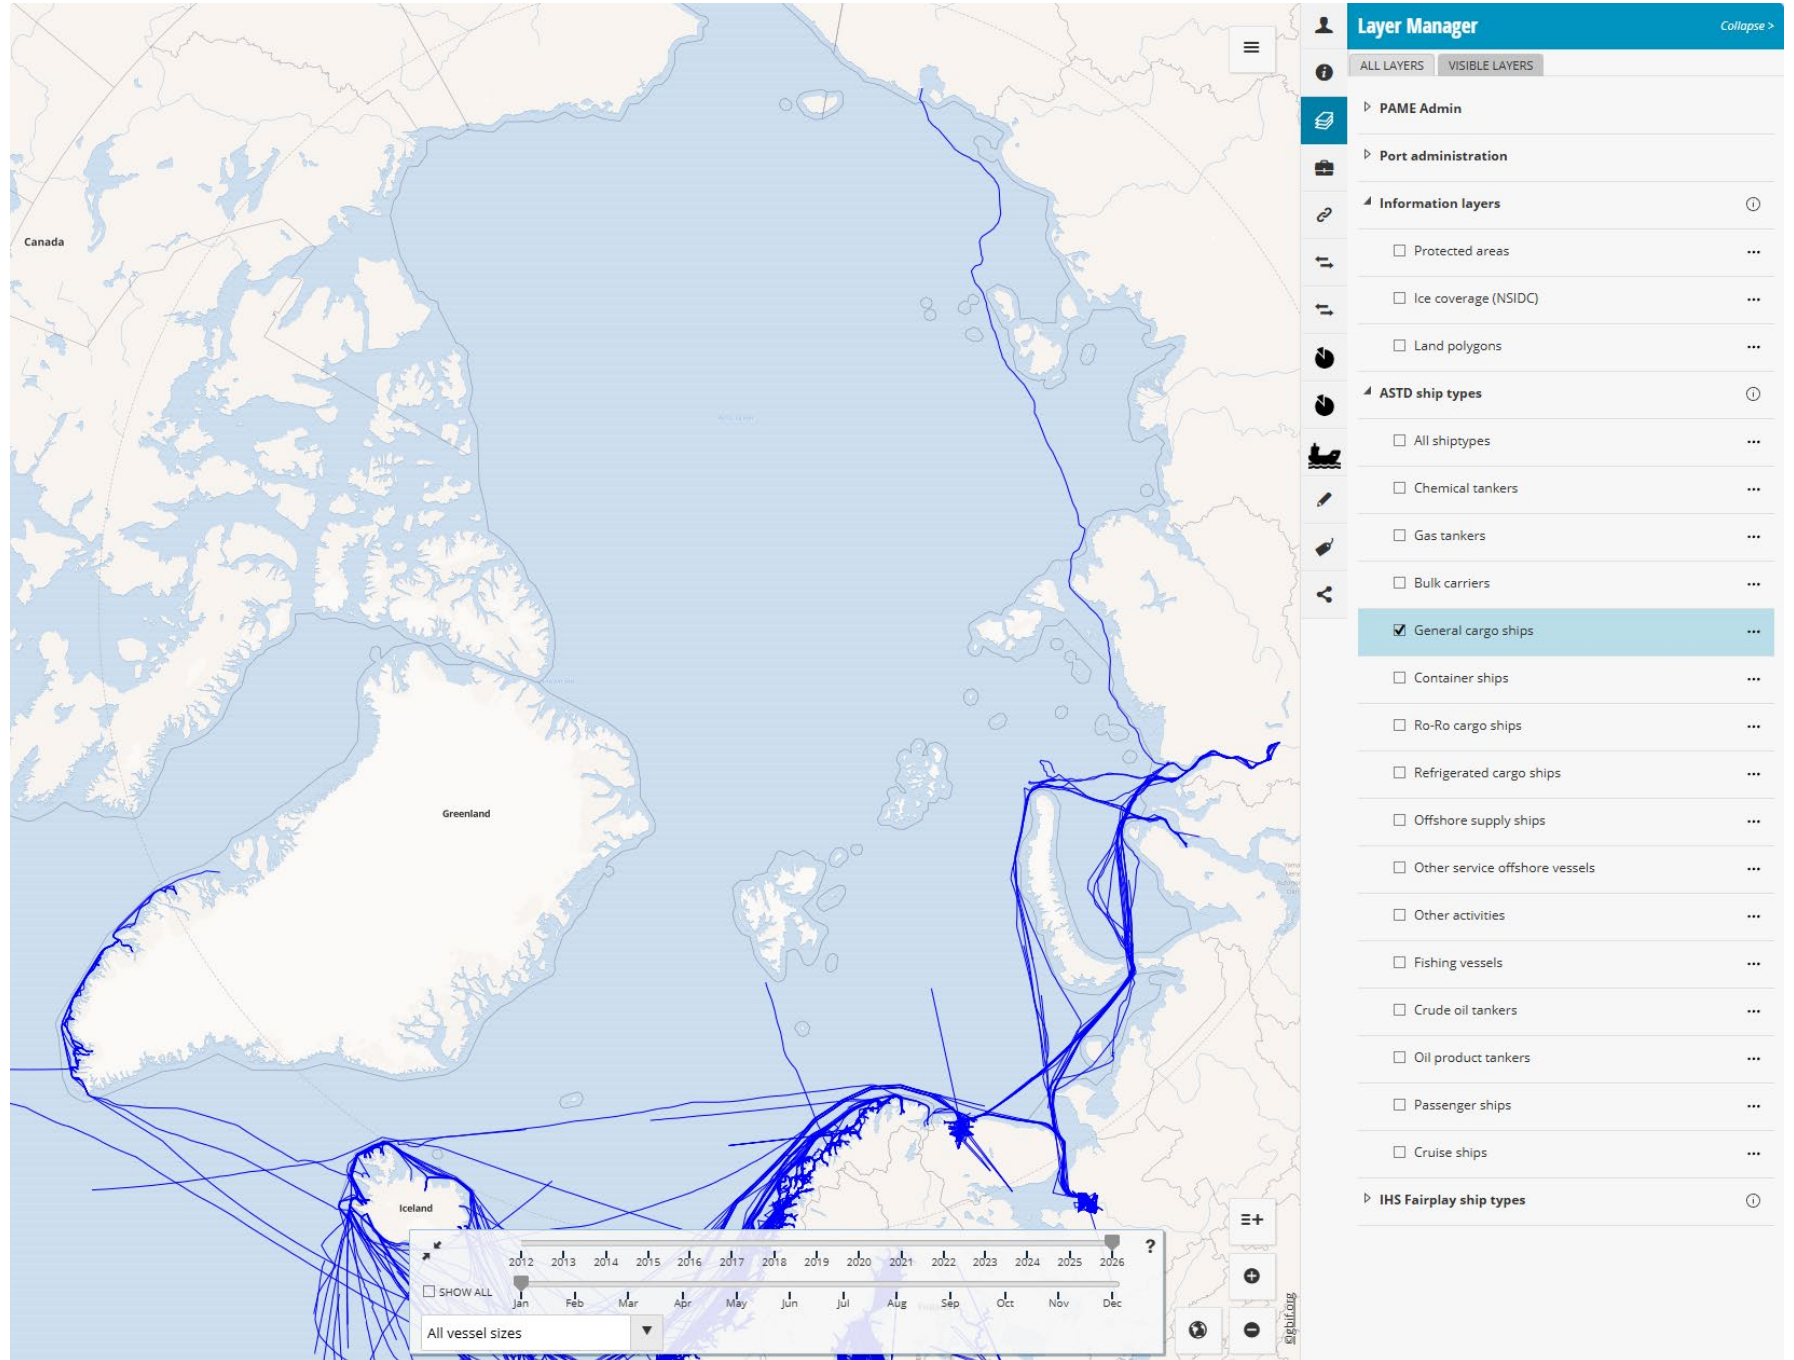 Layer Manager
Collapse >
ALL LAYERS
VISIBLE LAYERS
PAME Admin
Port administration
Information layers
Protected areas
Ice coverage (NSIDC)
Land polygons
ASTD ship types
All shiptypes
Chemical tankers
Gas tankers
Bulk carriers
General cargo ships
Container ships
Ro-Ro cargo ships
Refrigerated cargo ships
Offshore supply ships
Other service offshore vessels
Other activities
Fishing vessels
Crude oil tankers
Oil product tankers
Passenger ships
Cruise ships
IHS Fairplay ship types
Canada
Greenland
Iceland
2012 2013 2014 2015 2016 2017 2018 2019 2020 2021 2022 2023 2024 2025 2026
?
SHOW ALL
Jan Feb Mar Apr May Jun Jul Aug Sep Oct Nov Dec
All vessel sizes
©gbif.org